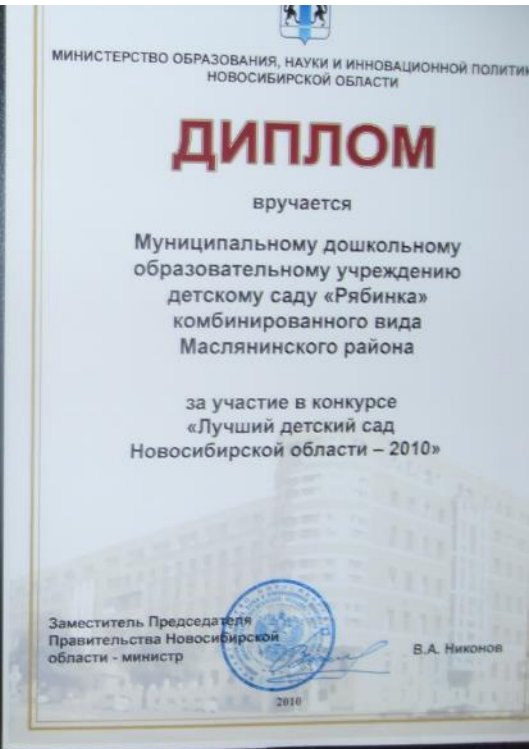 МИНИСТЕРСТВО ОБРАЗОВАНИЯ, НАУКИ И ИННОВАЦИОННОЙ ПОЛИТИК
НОВОСИБИРСКОЙ ОБЛАСТИ
ДИПЛОМ
вручается
Муниципальному дошкольному
образовательному учреждению
детскому саду «Рябинка»
комбинированного вида
Маслянинского района
за участие в конкурсе
«Лучший детский сад
Новосибирской области – 2010»
Заместитель Председателя
Правительства Новосибирской
области - министр
В.А. Никонов
2010